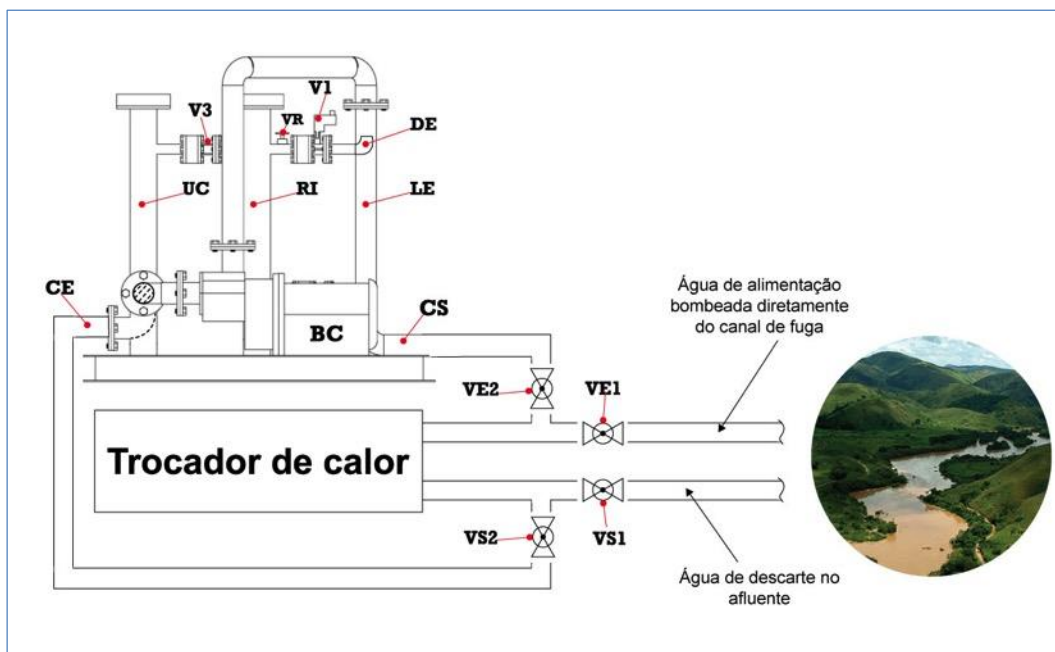 V3
V1
VR
DE
UC
RI
LE
CE
BC
CS
Água de alimentação
bombeada diretamente
do canal de fuga
VE2
VE1
Trocador de calor
VS2
VS1
Água de descarte no
afluente